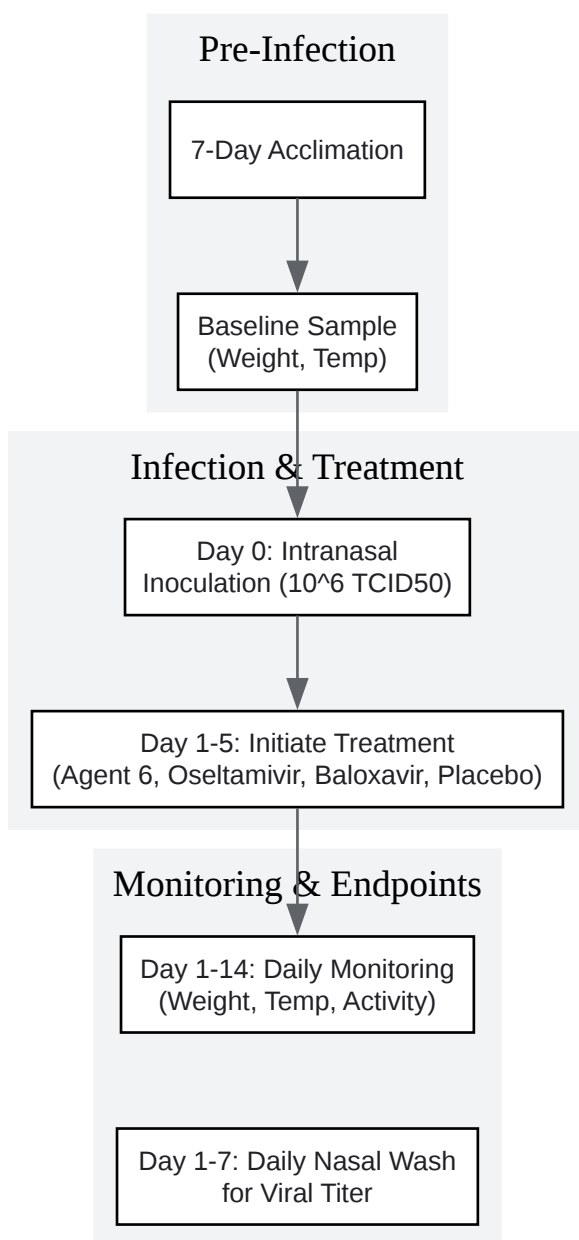 Pre-Infection
7-Day Acclimation
Baseline Sample
(Weight, Temp)
Infection & Treatment
Day 0: Intranasal
Inoculation (10^6 TCID50)
Day 1-5: Initiate Treatment
(Agent 6, Oseltamivir, Baloxavir, Placebo)
Monitoring & Endpoints
Day 1-14: Daily Monitoring
(Weight, Temp, Activity)
Day 1-7: Daily Nasal Wash
for Viral Titer